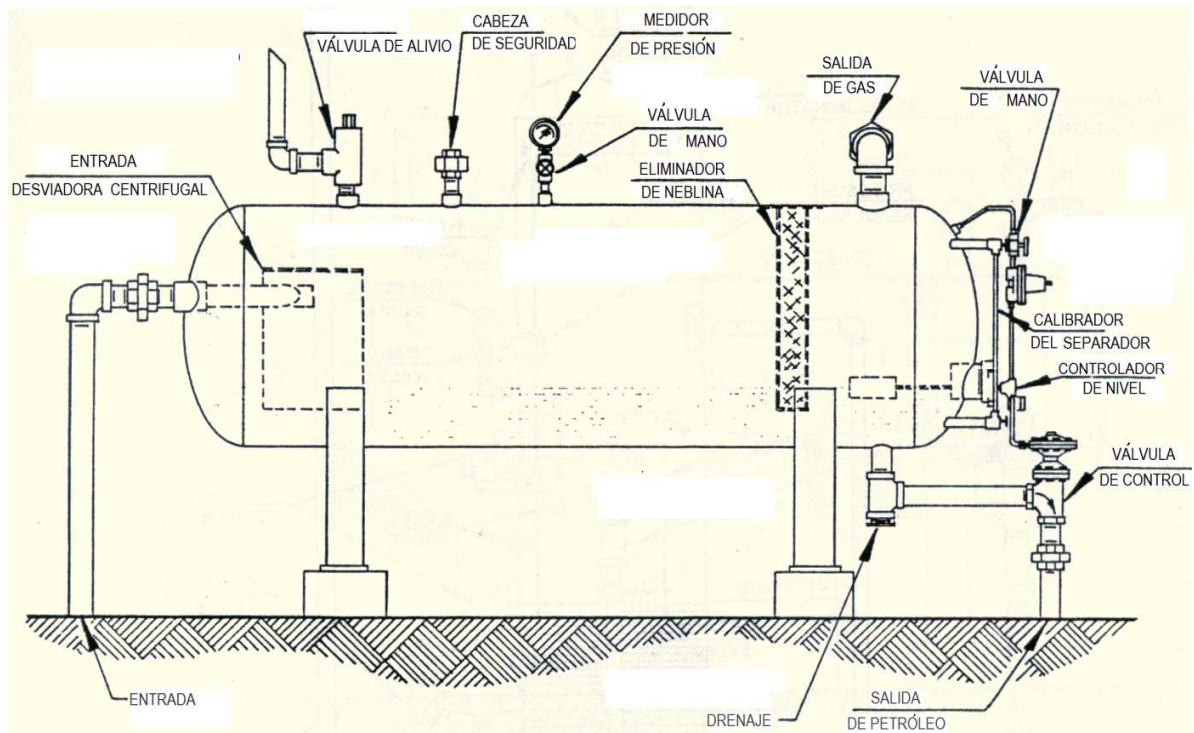 VÁLVULA DE ALIVIO
CABEZA
DE SEGURIDAD
MEDIDOR
DE PRESIÓN
SALIDA
DE GAS
VÁLVULA
DE MANO
VÁLVULA
DE MANO
ENTRADA
DESVIADORA CENTRIFUGAL
ELIMINADOR
DE NEBLINA
CALIBRADOR
DEL SEPARADOR
CONTROLADOR
DE NIVEL
VÁLVULA
DE CONTROL
ENTRADA
DRENAJE
SALIDA
DE PETRÓLEO